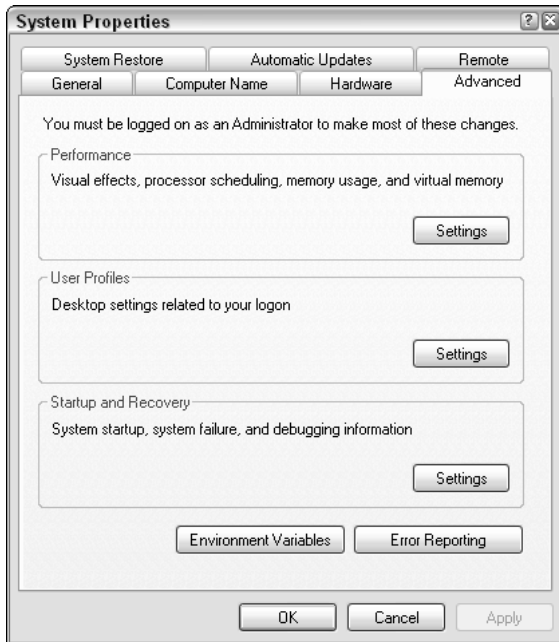 System Properties
System Restore Automatic Updates Remote
General Computer Name Hardware Advanced
You must be logged on as an Administrator to make most of these changes.
Performance
Visual effects, processor scheduling, memory usage, and virtual memory
Settings
User Profiles
Desktop settings related to your logon
Settings
Startup and Recovery
System startup, system failure, and debugging information
Settings
Environment Variables Error Reporting
OK Cancel Apply